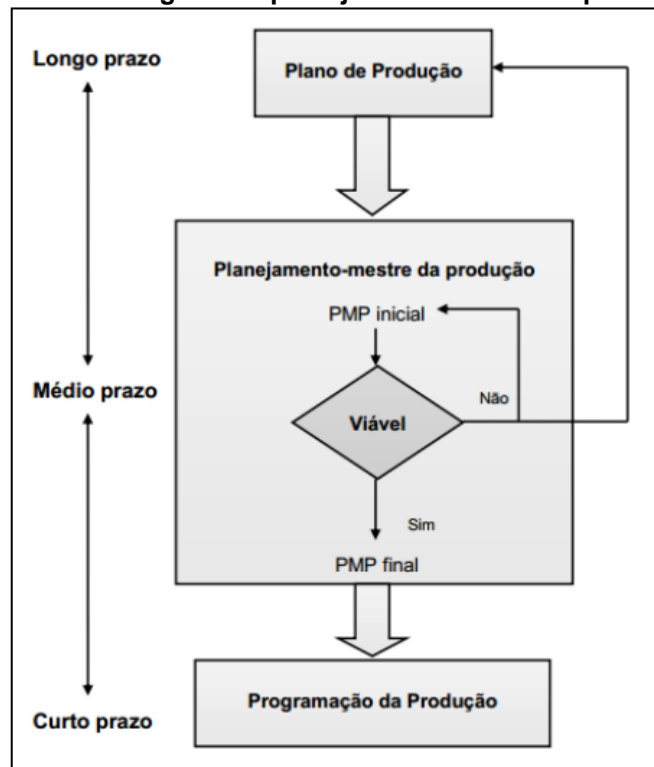 Longo prazo
Plano de Produção
Planejamento-mestre da produção
PMP inicial
Médio prazo
Não
Viável
Sim
PMP final
Programação da Produção
Curto prazo